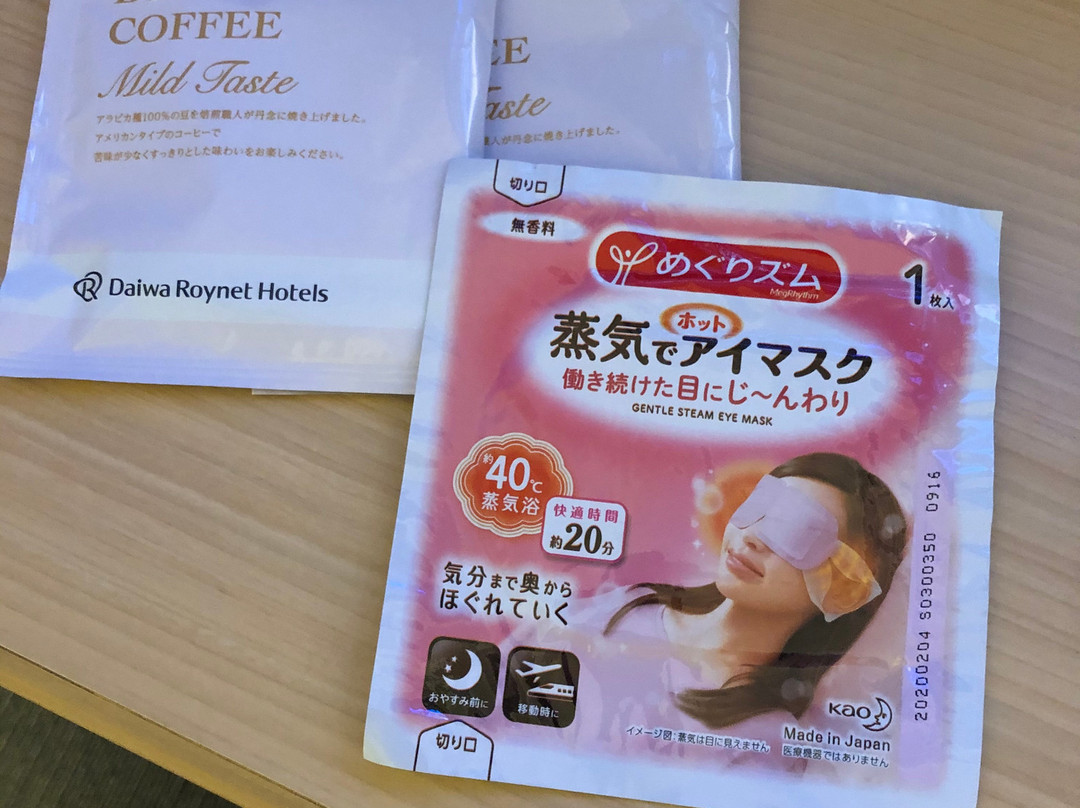 COFFEE
Mild Taste
アラビカ種100%の豆を焙煎職人が丹念に焼き上げました。
アメリカンタイプのコーヒーで
苦味が少なくすっきりとした味わいをお楽しみください。
Daiwa Roynet Hotels
EE
aste
職人が丹念に焼き上げました。
切り口
無香料
めぐりズム
MegRhythm
1枚入
蒸気でホットアイマスク
働き続けた目にじ〜んわり
GENTLE STEAM EYE MASK
約40℃
蒸気浴
快適時間
約20分
気分まで奥から
ほぐれていく
おやすみ前に
移動時に
切り口
イメージ図:蒸気は目に見えません
Kao
Made in Japan
医療機器ではありません
20200204 S0300350 0916